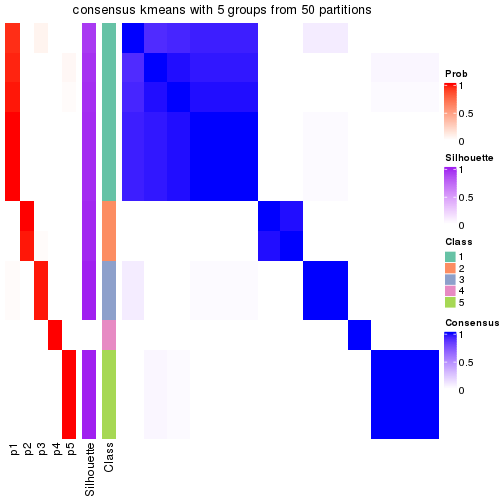 consensus kmeans with 5 groups from 50 partitions
Prob
1
0.5
0
Silhouette
1
0.5
0
Class
1
2
3
4
5
Consensus
1
0.5
0
p1
p2
p3
p4
p5
Silhouette
Class